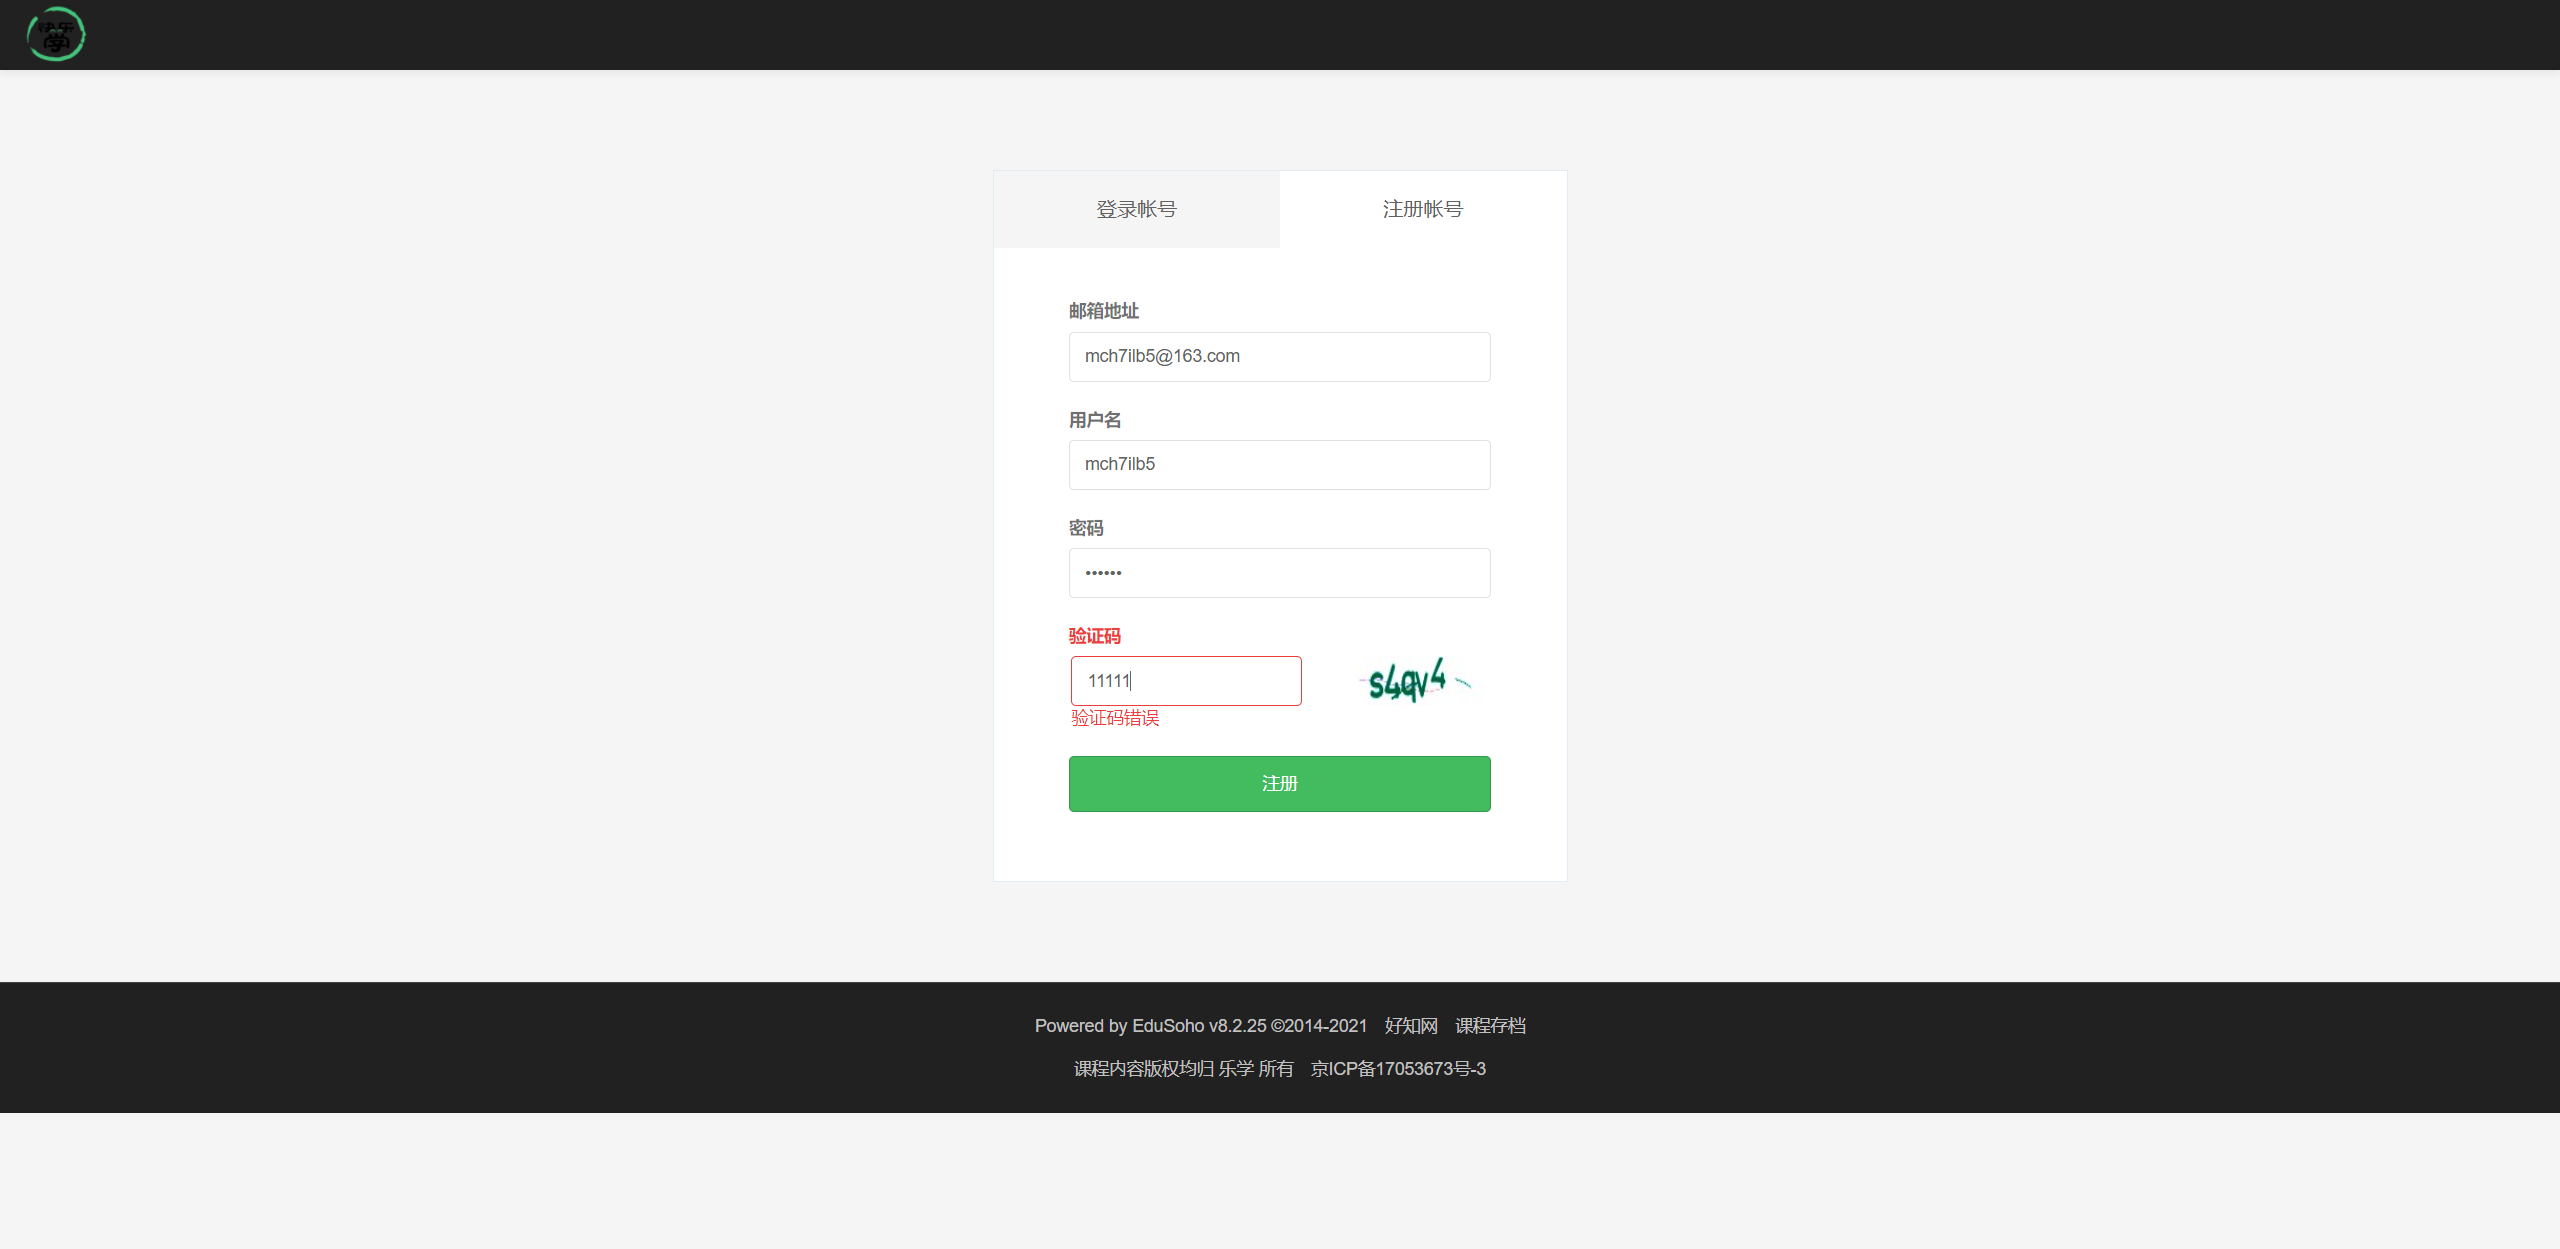 登录帐号
注册帐号
邮箱地址
mch7ilb5@163.com
用户名
mch7ilb5
密码
••••••
验证码
11111
s4qv4
验证码错误
注册
Powered by EduSoho v8.2.25 ©2014-2021 好知网 课程存档
课程内容版权均归 乐学 所有 京ICP备17053673号-3